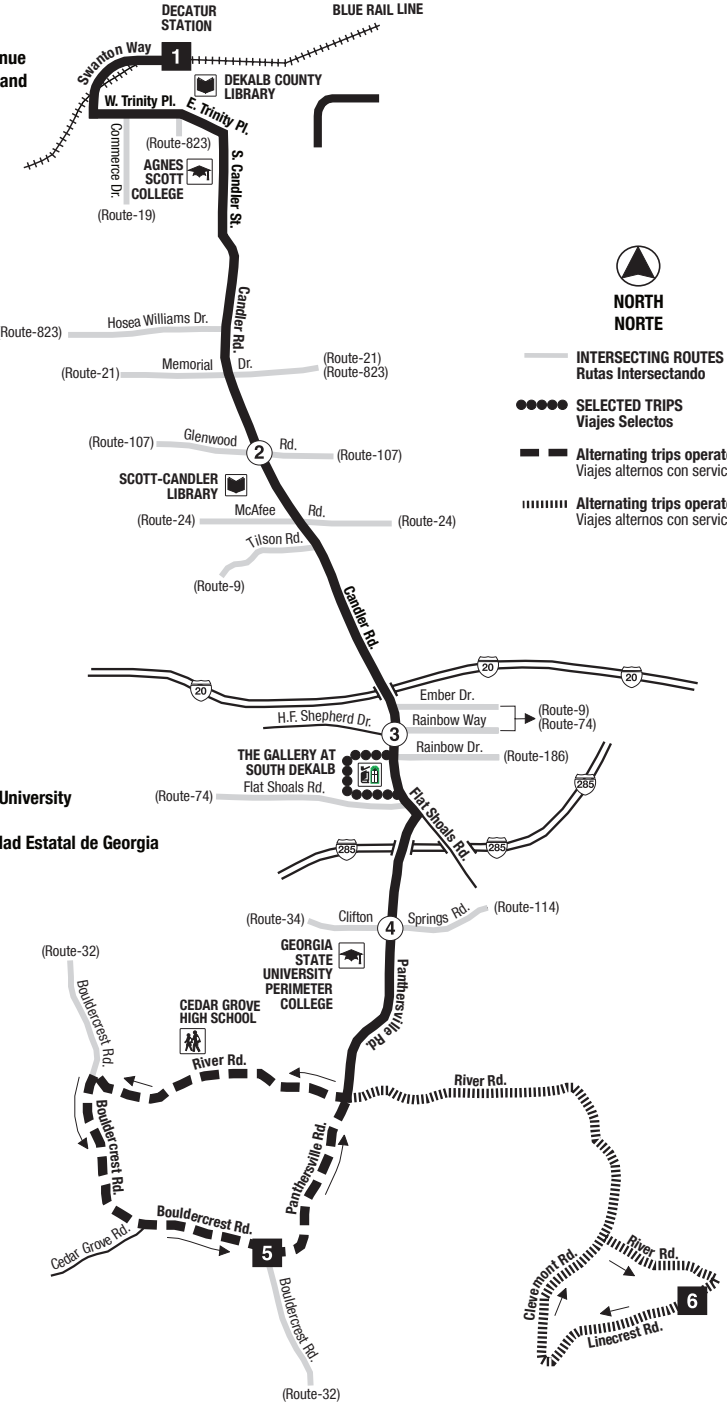 DECATUR
STATION
BLUE RAIL LINE
Swanton Way
1
nue
and
DEKALB COUNTY
LIBRARY
W. Trinity Pl.
E. Trinity Pl.
Commerce Dr.
(Route-823)
AGNES
SCOTT
COLLEGE
S. Candler St.
(Route-19)
NORTH
NORTE
Candler Rd.
Hosea Williams Dr.
Route-823)
Memorial Dr.
(Route-21)
(Route-21)
(Route-823)
INTERSECTING ROUTES
Rutas Intersectando
SELECTED TRIPS
Viajes Selectos
Alternating trips operat
Viajes alternos con servic
Alternating trips operat
Viajes alternos con servic
(Route-107)
Glenwood Rd.
2
(Route-107)
SCOTT-CANDLER
LIBRARY
McAfee Rd.
(Route-24)
(Route-24)
Tilson Rd.
(Route-9)
Candler Rd.
20
20
20
Ember Dr.
H.F. Shepherd Dr.
Rainbow Way
(Route-9)
(Route-74)
3
Rainbow Dr.
(Route-186)
THE GALLERY AT
SOUTH DEKALB
Flat Shoals Rd.
(Route-74)
University
Flat Shoals Rd.
285
dad Estatal de Georgia
285
285
(Route-34)
Clifton Springs Rd.
(Route-114)
4
GEORGIA
STATE
UNIVERSITY
PERIMETER
COLLEGE
Panthersville Rd.
(Route-32)
Bouldercrest Rd.
CEDAR GROVE
HIGH SCHOOL
River Rd.
River Rd.
Bouldercrest Rd.
Panthersville Rd.
Bouldercrest Rd.
Cedar Grove Rd.
5
Bouldercrest Rd.
(Route-32)
Clevemont Rd.
River Rd.
6
Linecrest Rd.